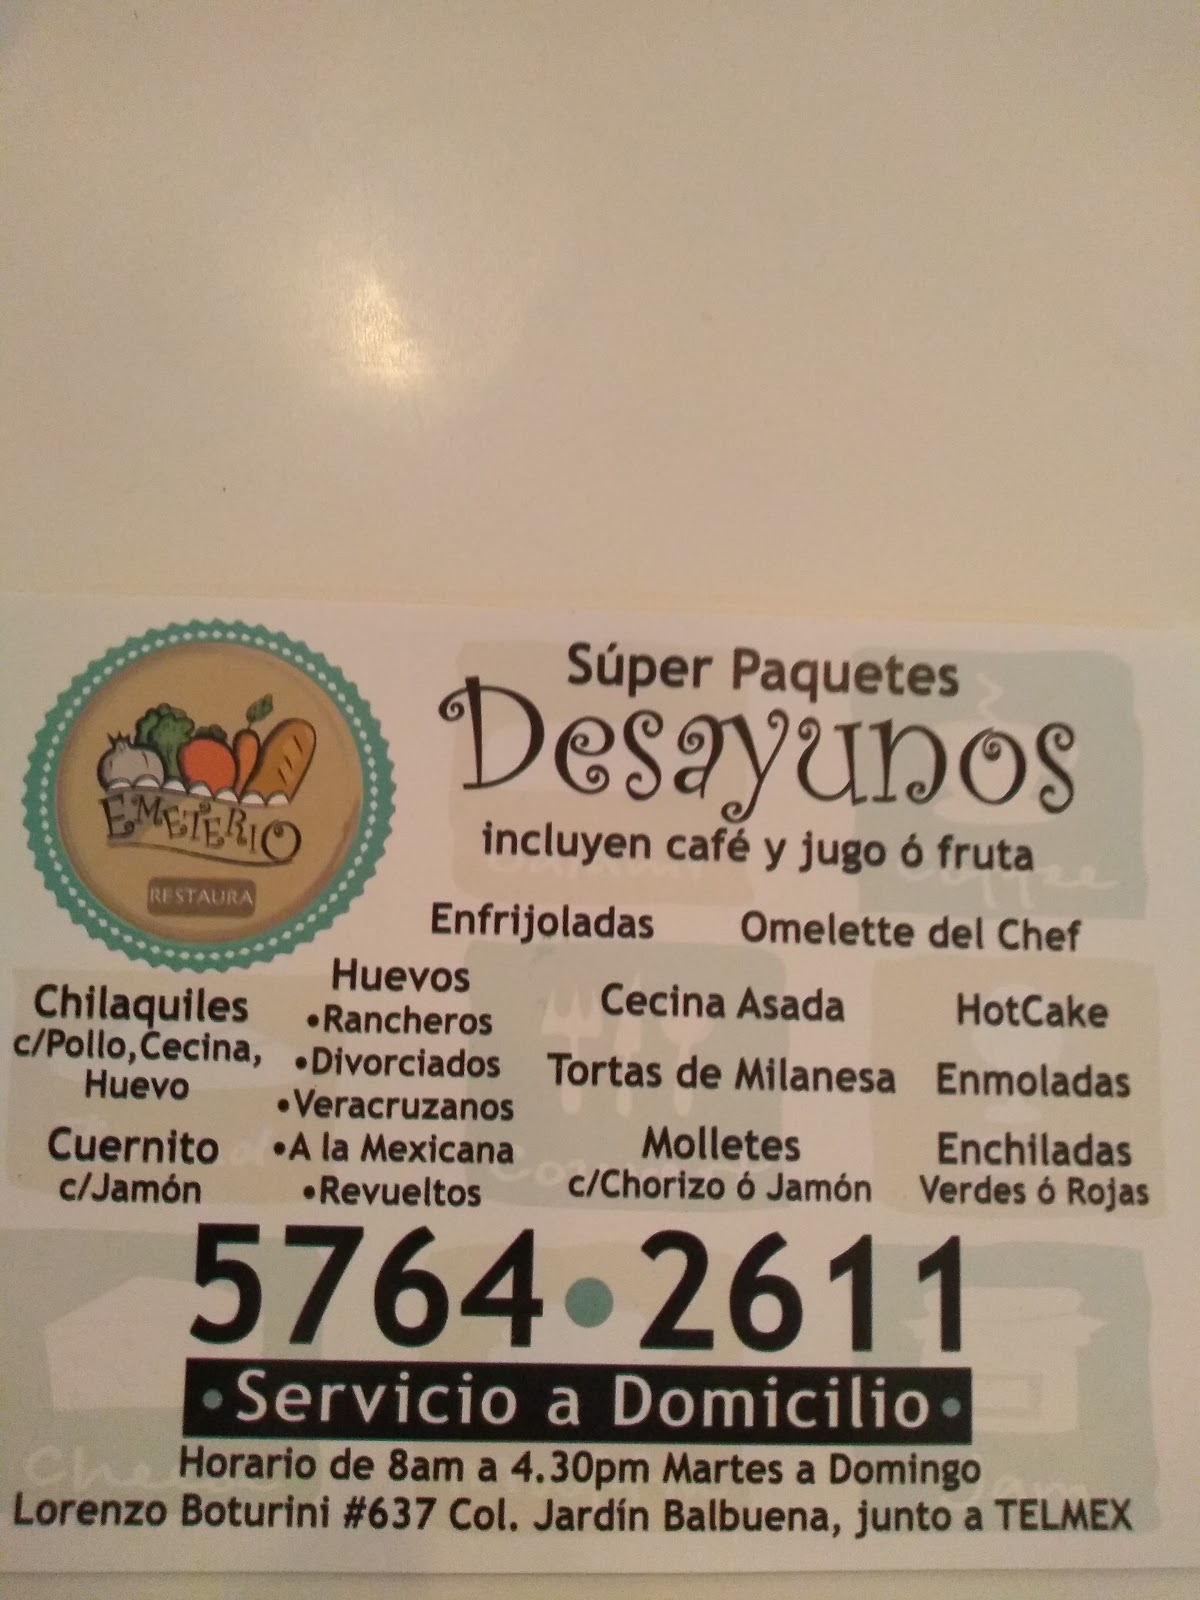 EMETERIO
RESTAURA
Súper Paquetes
Desayunos
incluyen café y jugo ó fruta
Enfrijoladas
Omelette del Chef
Chilaquiles
c/Pollo,Cecina,
Huevo
Cuernito
c/Jamón
Huevos
•Rancheros
•Divorciados
•Veracruzanos
•A la Mexicana
•Revueltos
Cecina Asada
Tortas de Milanesa
Molletes
c/Chorizo ó Jamón
HotCake
Enmoladas
Enchiladas
Verdes ó Rojas
5764•2611
•Servicio a Domicilio•
Horario de 8am a 4.30pm Martes a Domingo
Lorenzo Boturini #637 Col. Jardín Balbuena, junto a TELMEX